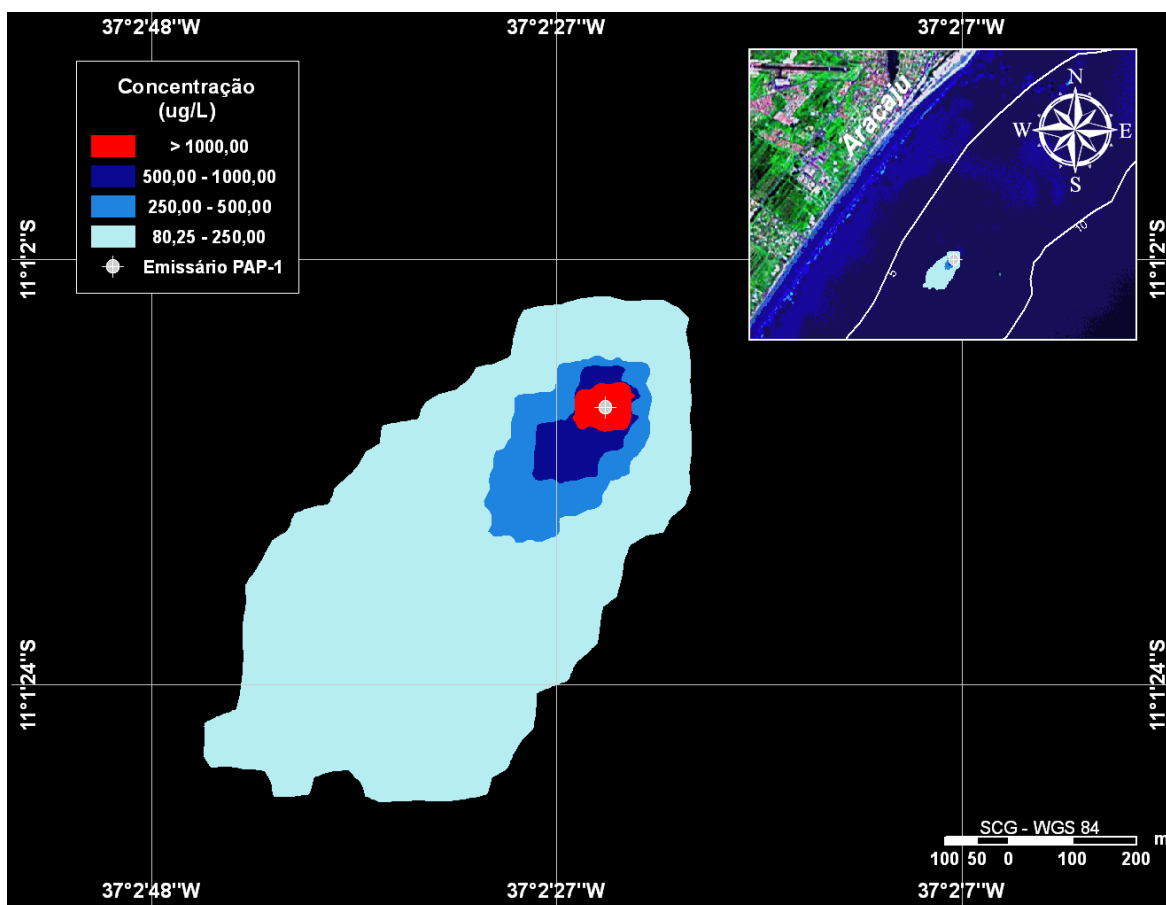 37°2'48"W 37°2'27"W 37°2'7"W
Concentração
(ug/L)
> 1000,00
500,00 - 1000,00
250,00 - 500,00
80,25 - 250,00
Emissário PAP-1
Aracaju
N
W E
S
5
10
11°1'2"S 11°1'2"S
11°1'24"S 11°1'24"S
SCG - WGS 84
m
100 50 0 100 200
37°2'48"W 37°2'27"W 37°2'7"W